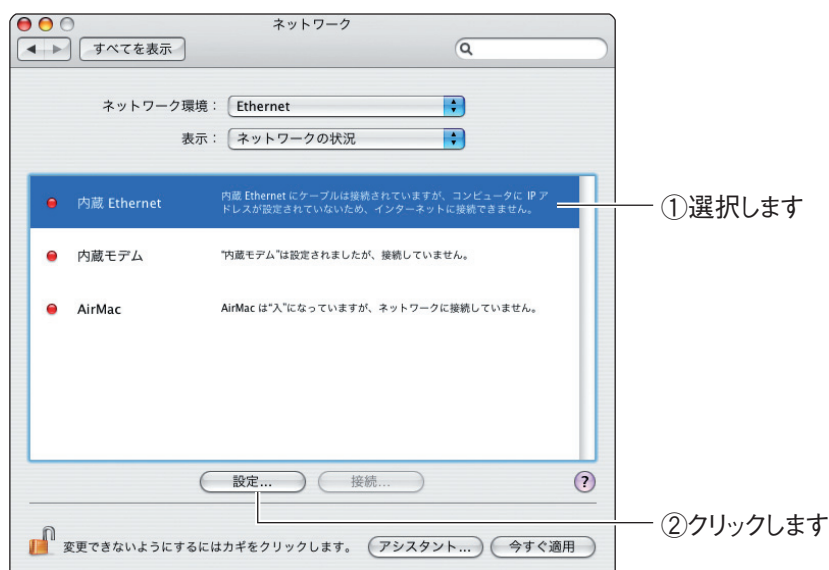 ネットワーク
すべてを表示
ネットワーク環境： Ethernet
表示： ネットワークの状況
内蔵 Ethernet
内蔵 Ethernet にケーブルは接続されていますが、コンピュータに IP ア
ドレスが設定されていないため、インターネットに接続できません。
①選択します
内蔵モデム
“内蔵モデム”は設定されましたが、接続していません。
AirMac
AirMac は“入”になっていますが、ネットワークに接続していません。
設定...
接続...
?
②クリックします
変更できないようにするにはカギをクリックします。
アシスタント...
今すぐ適用